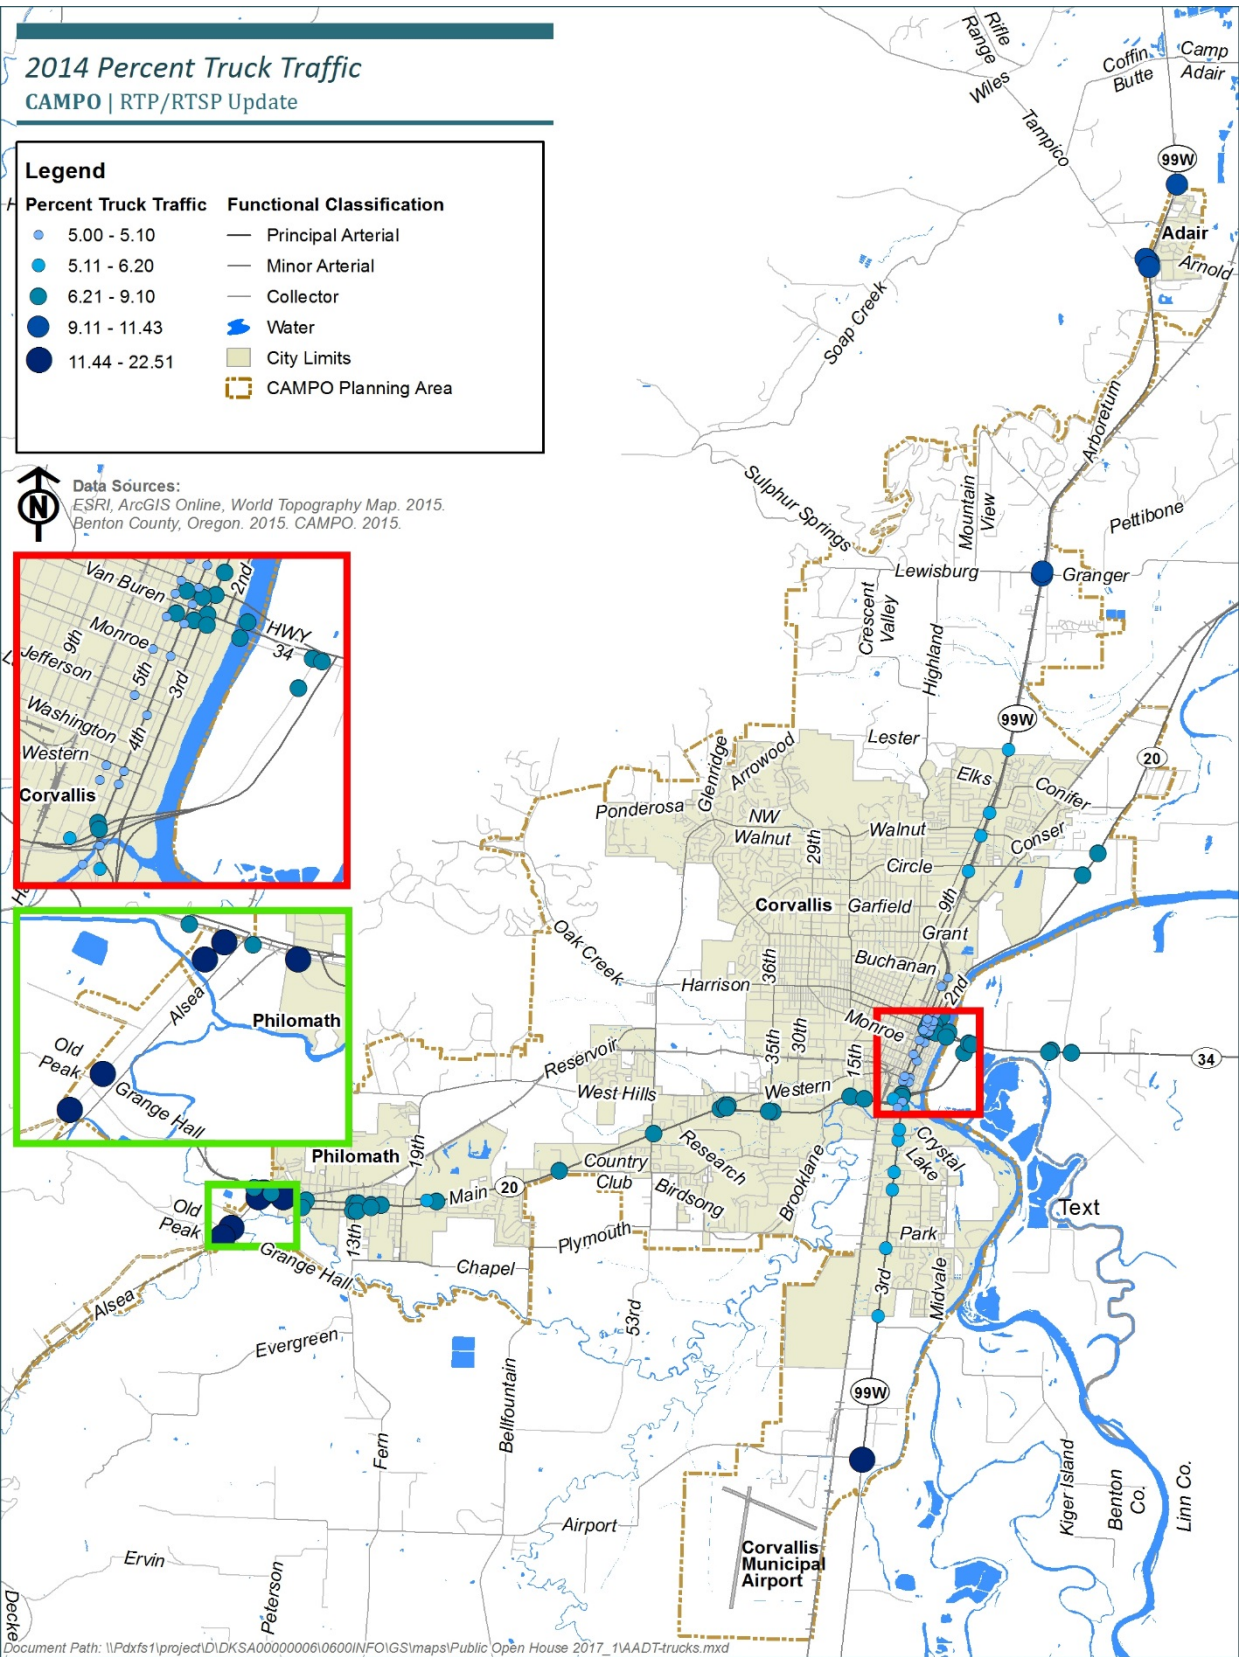 2014 Percent Truck Traffic
CAMPO | RTP/RTSP Update
Legend
Percent Truck Traffic
5.00 - 5.10
5.11 - 6.20
6.21 - 9.10
9.11 - 11.43
11.44 - 22.51
Functional Classification
Principal Arterial
Minor Arterial
Collector
Water
City Limits
CAMPO Planning Area
N
Data Sources:
ESRI, ArcGIS Online, World Topography Map. 2015.
Benton County, Oregon. 2015. CAMPO. 2015.
Rifle
Range
Wiles
Coffin
Butte
Camp
Adair
Tampico
99W
Adair
Arnold
Soap Creek
Arboretum
Sulphur Springs
Mountain
View
Pettibone
Lewisburg
Granger
Crescent
Valley
Highland
99W
20
Lester
Glenridge
Arrowood
Elks
Conifer
Ponderosa
NW
Walnut
29th
Walnut
Conser
Circle
9th
Corvallis
Garfield
Grant
Oak Creek
36th
Buchanan
Harrison
2nd
Monroe
35th
30th
15th
34
Reservoir
West Hills
Western
Research
Crystal
Lake
Country
Club
Birdsong
Brooklane
Philomath
19th
Main
20
Text
Old
Peak
13th
Grange Hall
Plymouth
Park
Chapel
3rd
Midvale
Alsea
53rd
Evergreen
Bellfountain
99W
Fern
Kiger Island
Benton
Co.
Linn Co.
Airport
Corvallis
Municipal
Airport
Ervin
Peterson
Decke
Van Buren
2nd
HWY
34
Monroe
9th
Jefferson
5th
3rd
Washington
4th
Western
Corvallis
Ha
Alsea
Philomath
Old
Peak
Grange Hall
Document Path: \\Pdxfs1\project\D\DKSA00000006\0600INFO\GS\maps\Public Open House 2017_1\AADT-trucks.mxd